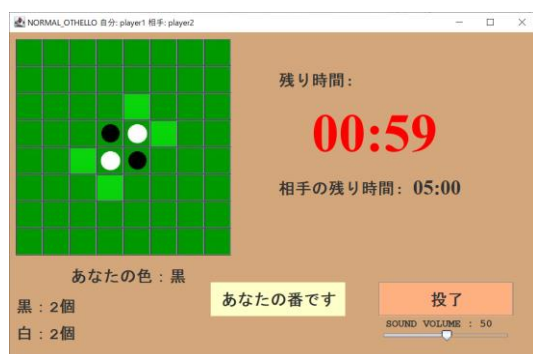 NORMAL_OTHELLO 自分: player1 相手: player2
残り時間:
00:59
相手の残り時間: 05:00
あなたの色：黒
あなたの番です
投了
黒：2個
SOUND VOLUME : 50
白：2個